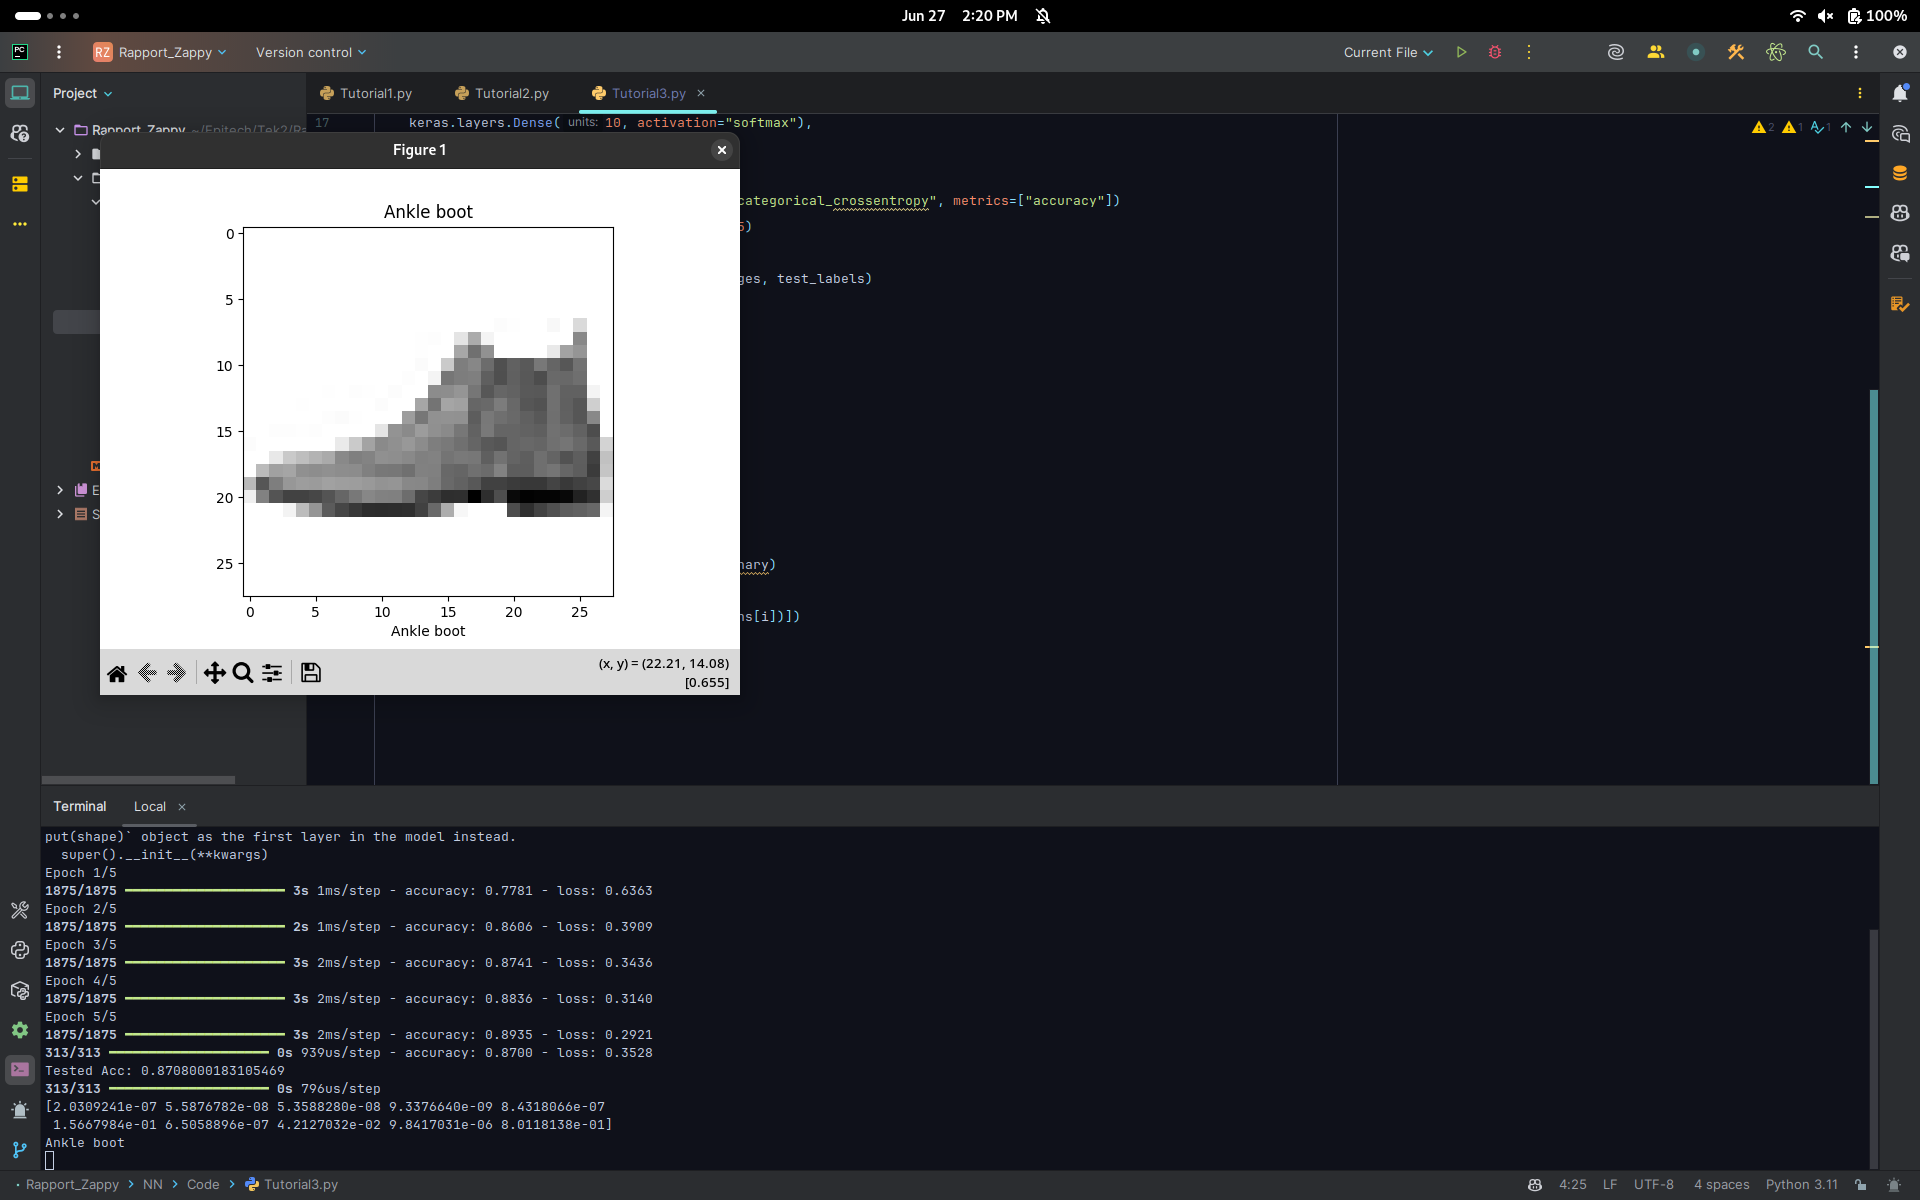 Jun 27 2:20 PM
100%
PC
RZ Rapport_Zappy
Version control
Current File
Project
Tutorial1.py
Tutorial2.py
Tutorial3.py
Rapport_Zappy ~/Epitech/Tek2/Ra
17 keras.layers.Dense( units: 10, activation="softmax"),
2 1 1
categorical_crossentropy", metrics=["accuracy"])
5)
ges, test_labels)
nary)
ns[i])])
E
S
Figure 1
Ankle boot
0
5
10
15
20
25
0 5 10 15 20 25
Ankle boot
(x, y) = (22.21, 14.08)
[0.655]
Terminal
Local
put(shape)` object as the first layer in the model instead.
super().__init__(**kwargs)
Epoch 1/5
1875/1875 3s 1ms/step - accuracy: 0.7781 - loss: 0.6363
Epoch 2/5
1875/1875 2s 1ms/step - accuracy: 0.8606 - loss: 0.3909
Epoch 3/5
1875/1875 3s 2ms/step - accuracy: 0.8741 - loss: 0.3436
Epoch 4/5
1875/1875 3s 2ms/step - accuracy: 0.8836 - loss: 0.3140
Epoch 5/5
1875/1875 3s 2ms/step - accuracy: 0.8935 - loss: 0.2921
313/313 0s 939us/step - accuracy: 0.8700 - loss: 0.3528
Tested Acc: 0.8708000183105469
313/313 0s 796us/step
[2.0309241e-07 5.5876782e-08 5.3588280e-08 9.3376640e-09 8.4318066e-07
1.5667984e-01 6.5058896e-07 4.2127032e-02 9.8417031e-06 8.0118138e-01]
Ankle boot
Rapport_Zappy > NN > Code > Tutorial3.py
4:25 LF UTF-8 4 spaces Python 3.11